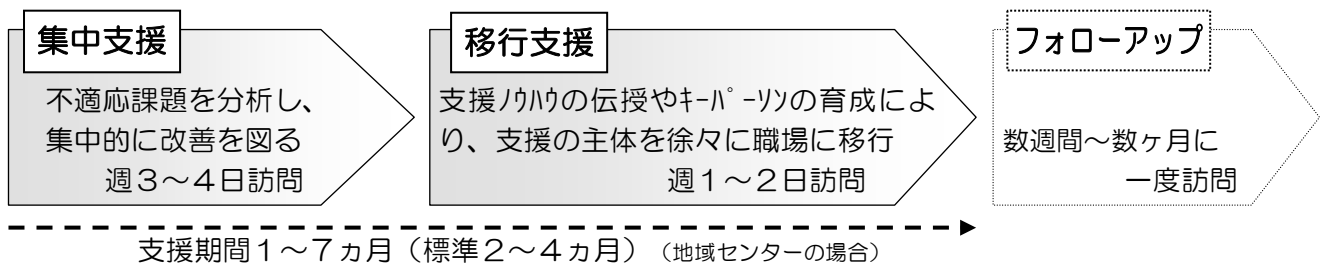 集中支援
不適応課題を分析し、
集中的に改善を図る
週３～４日訪問
移行支援
支援ﾉｳﾊｳの伝授やｷｰﾊﾟｰｿﾝの育成によ
り、支援の主体を徐々に職場に移行
週１～２日訪問
フォローアップ
数週間～数ヶ月に
一度訪問
支援期間１～７ヵ月（標準２～４ヵ月）（地域センターの場合）